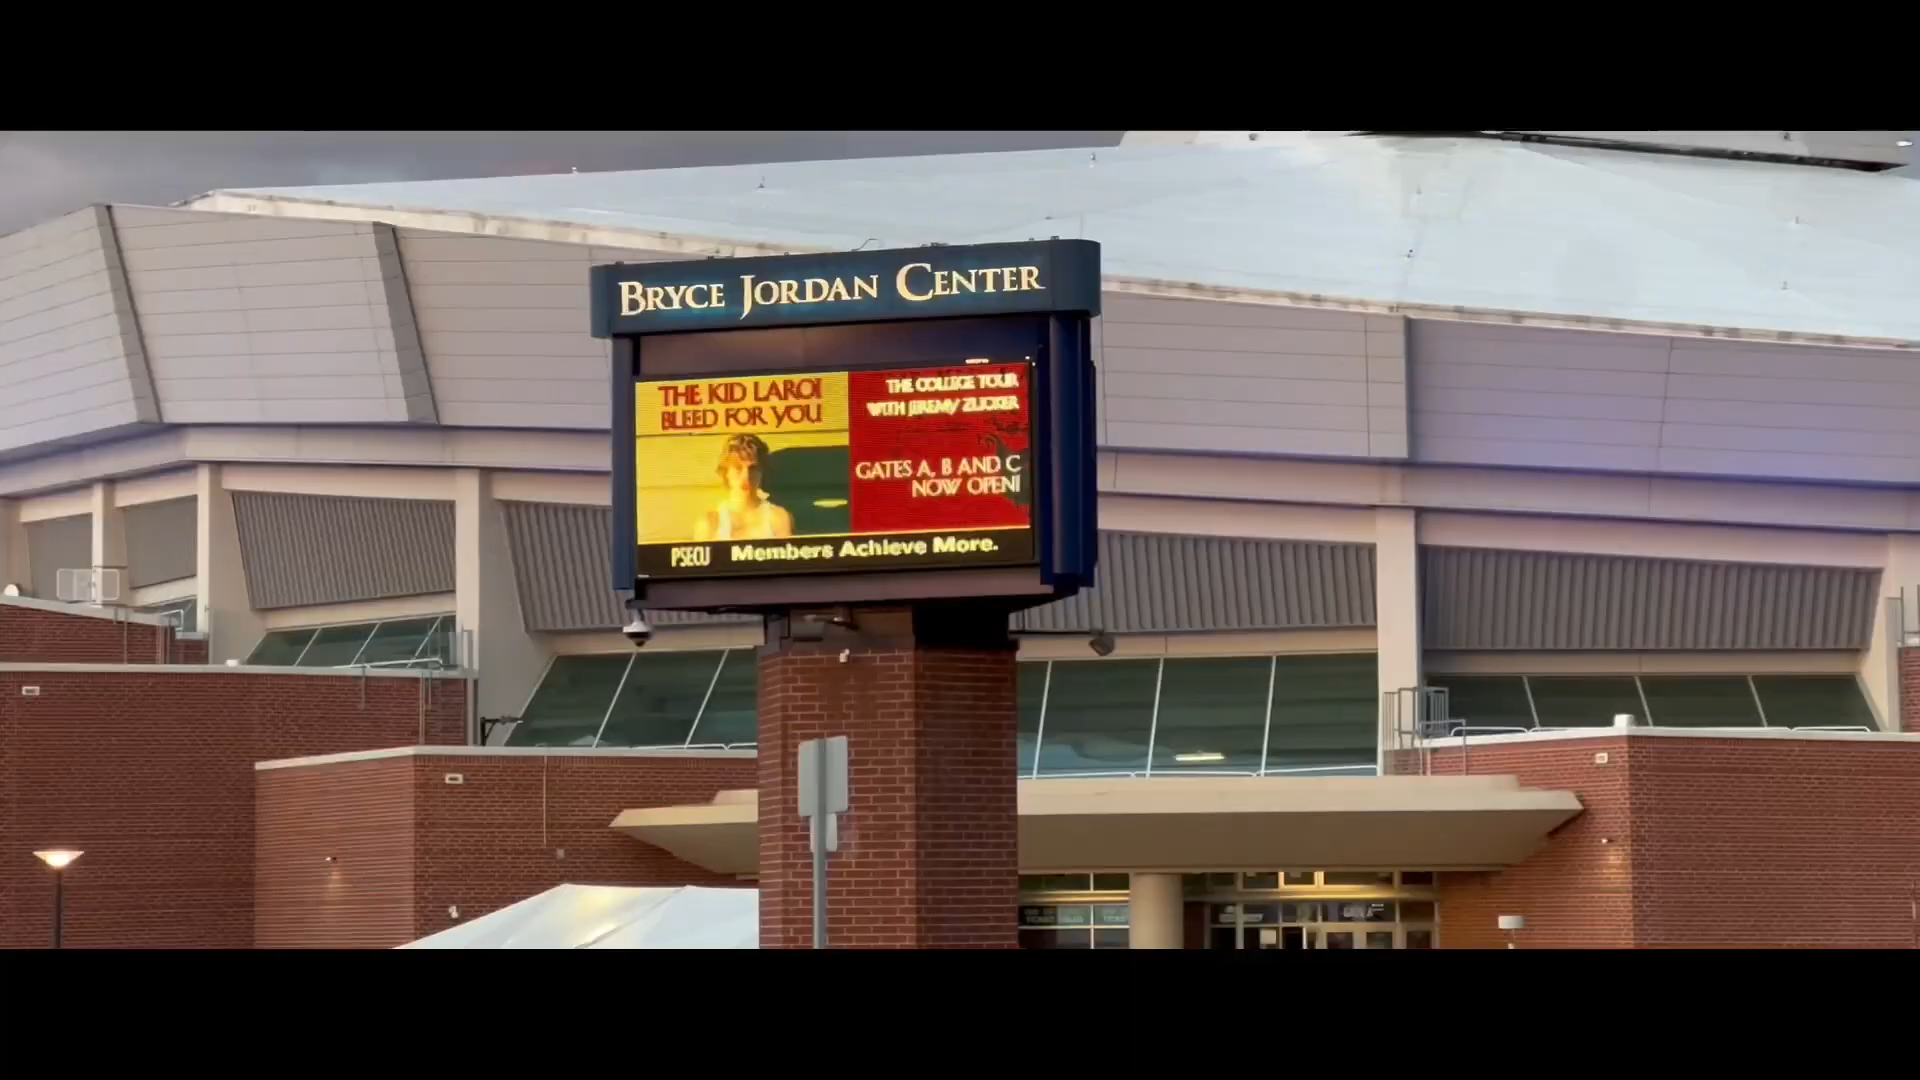 BRYCE JORDAN CENTER
THE KID LAROI
BLEED FOR YOU
THE COLLEGE TOUR
WITH JEREMY ZUCKER
GATES A, B AND C
NOW OPEN!
PSECU Members Achieve More.